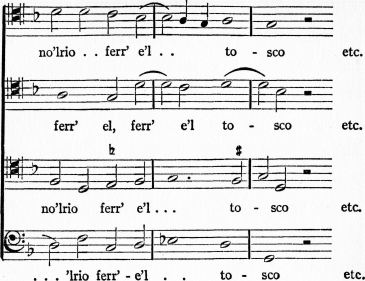 no'lrio . . ferr' e'l . . to - sco etc.
ferr' el, ferr' e'l to - sco etc.
no'lrio ferr' e'l . . . to - sco etc.
. . . 'lrio ferr' - e'l . . to - sco etc.